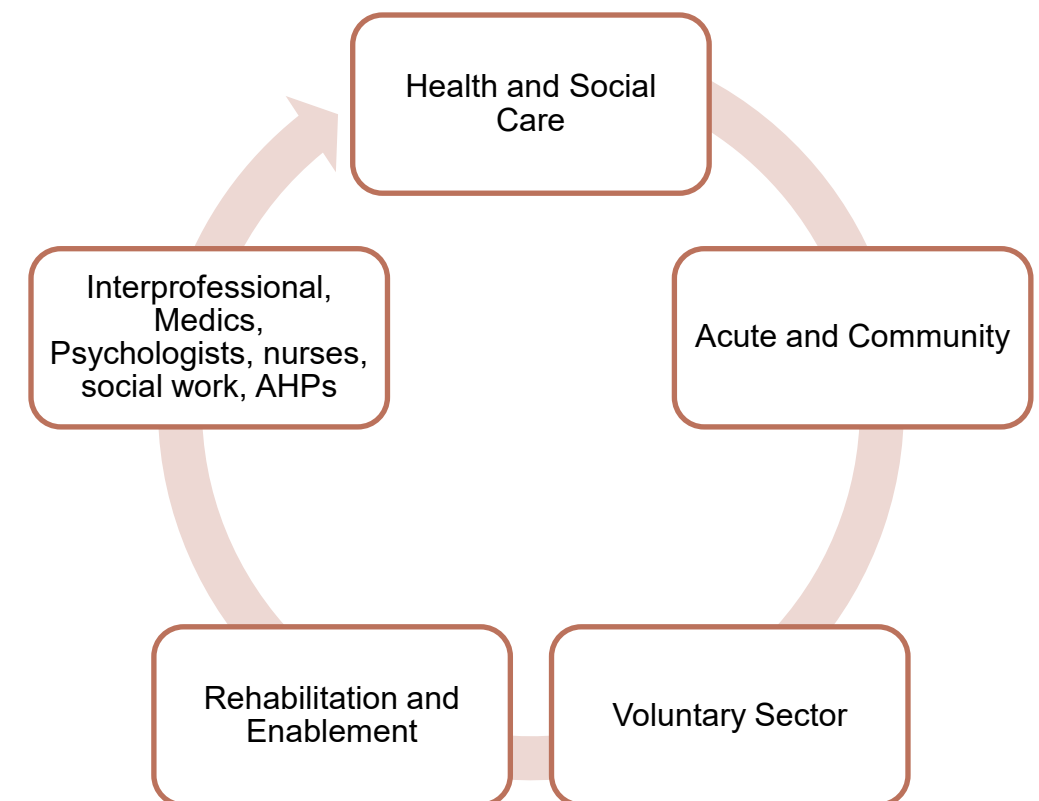 Health and Social
Care
Acute and Community
Voluntary Sector
Rehabilitation and
Enablement
Interprofessional,
Medics,
Psychologists, nurses,
social work, AHPs